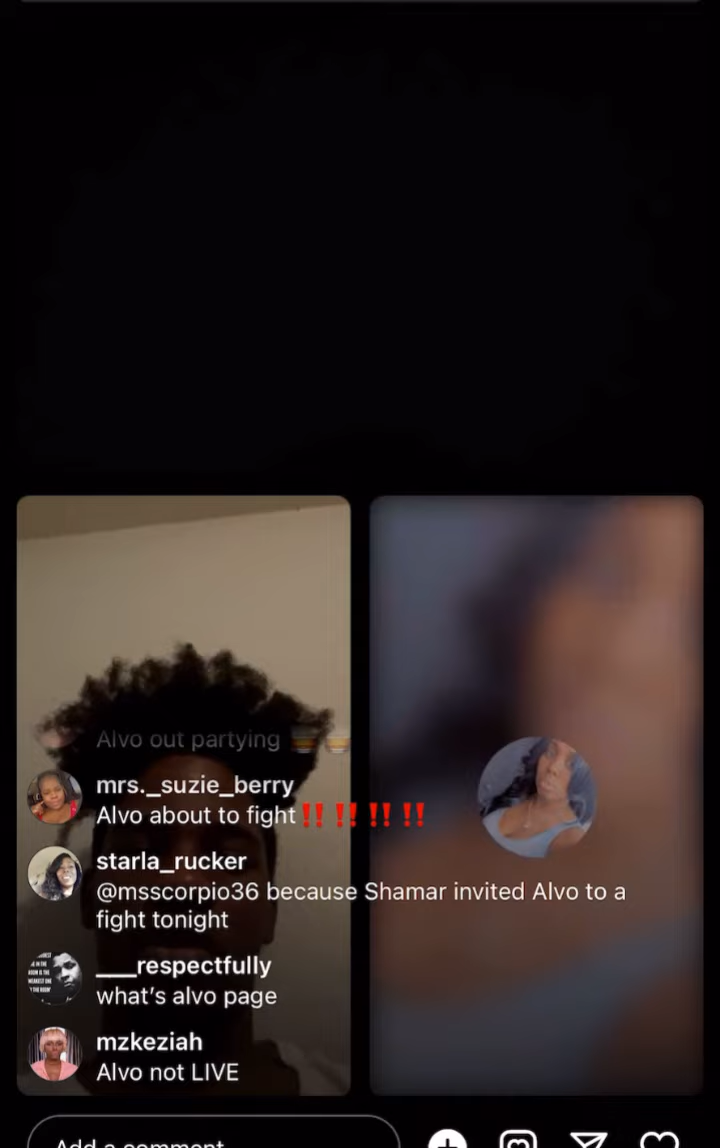 Alvo out partying
mrs._suzie_berry
Alvo about to fight‼️ ‼️ ‼️ ‼️
starla_rucker
@msscorpio36 because Shamar invited Alvo to a
fight tonight
___respectfully
what’s alvo page
mzkeziah
Alvo not LIVE
Add a comment